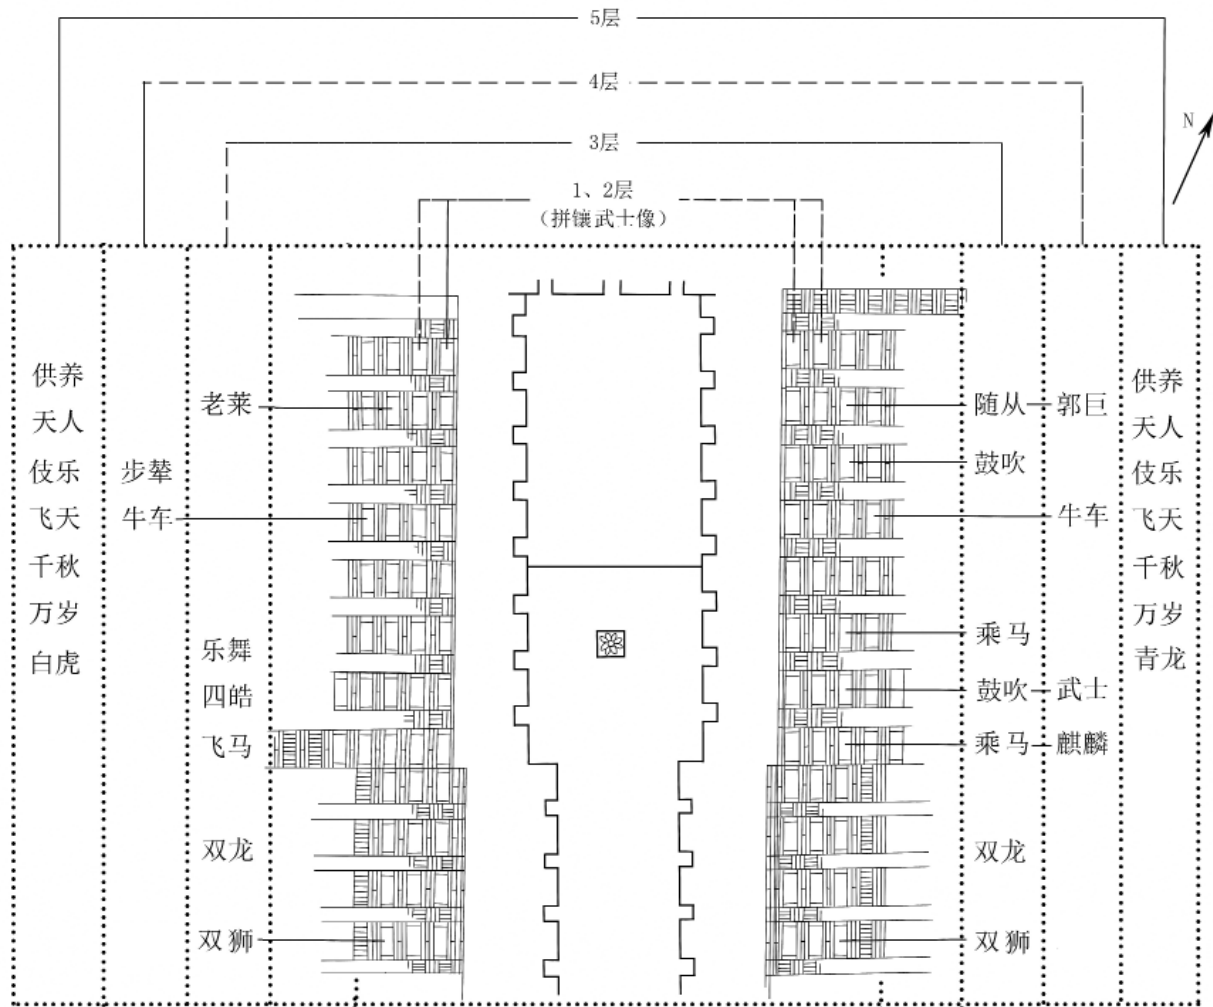 5层
4层
3层
1、2层
(拼镶武士像)
N
供养
天人
伎乐
飞天
千秋
万岁
白虎
步辇
牛车
老莱
乐舞
四皓
飞马
双龙
双狮
随从
鼓吹
乘马
鼓吹
乘马
双龙
双狮
郭巨
牛车
武士
麒麟
供养
天人
伎乐
飞天
千秋
万岁
青龙